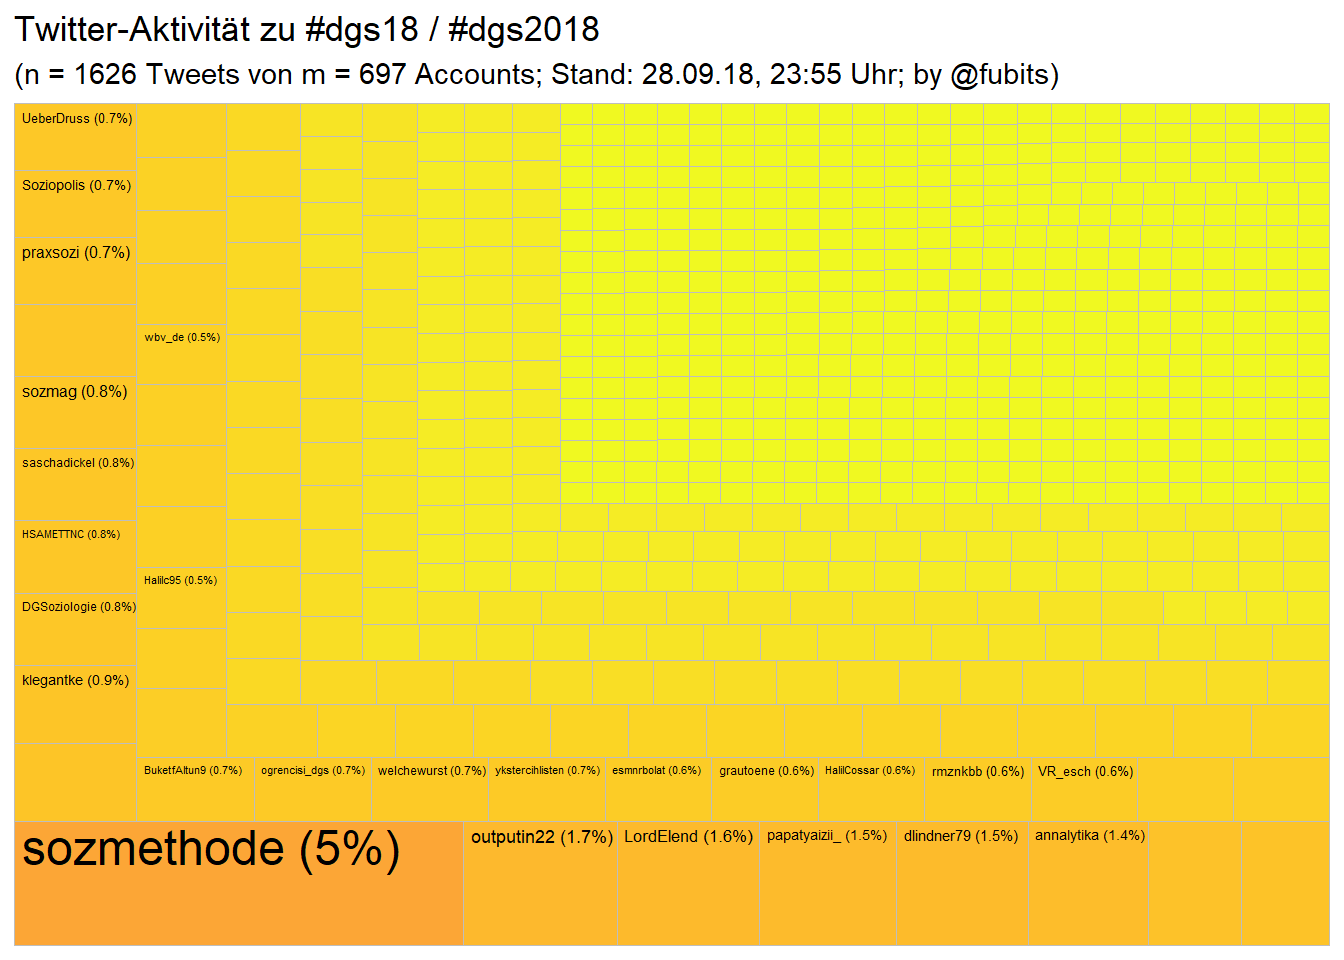 Twitter-Aktivität zu #dgs18 / #dgs2018
(n = 1626 Tweets von m = 697 Accounts; Stand: 28.09.18, 23:55 Uhr; by @fubits)
UeberDruss (0.7%)
Soziopolis (0.7%)
praxsozi (0.7%)
wbv_de (0.5%)
sozmag (0.8%)
saschadickel (0.8%)
HSAMETTNC (0.8%)
Halilc95 (0.5%)
DGSoziologie (0.8%)
klegantke (0.9%)
BuketfAltun9 (0.7%)
ogrencisi_dgs (0.7%)
welchewurst (0.7%)
ykstercihlisten (0.7%)
esmnrbolat (0.6%)
grautoene (0.6%)
HalilCossar (0.6%)
rmznkbb (0.6%)
VR_esch (0.6%)
sozmethode (5%)
outputin22 (1.7%)
LordElend (1.6%)
papatyaizii_ (1.5%)
dlindner79 (1.5%)
annalytika (1.4%)